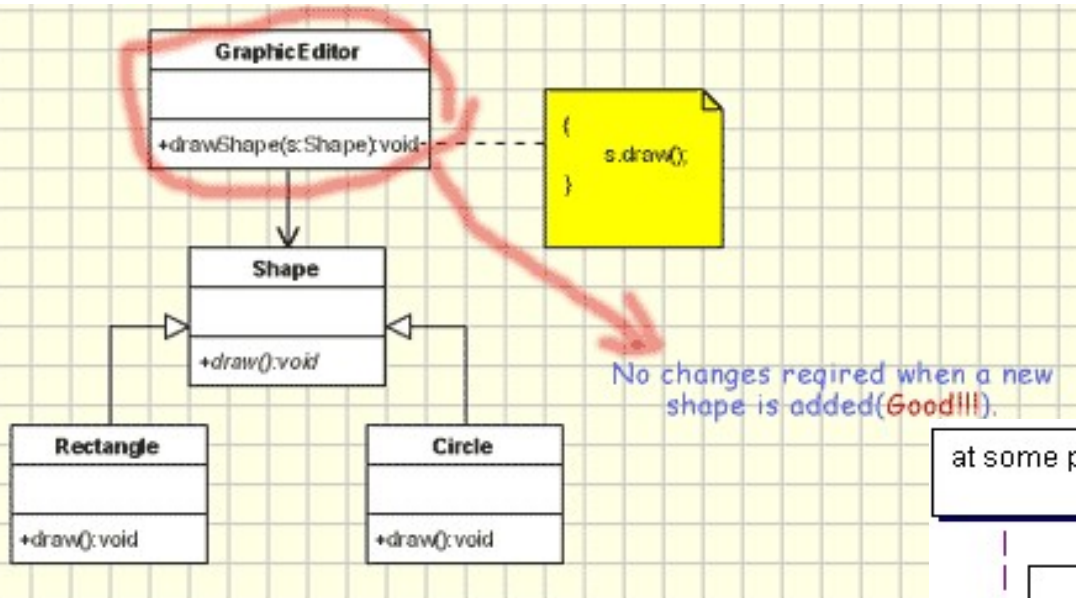 GraphicEditor
+drawShape(s:Shape):void
{
s.draw();
}
Shape
+draw():void
No changes reqired when a new
shape is added(Good!!!).
Rectangle
+draw():void
Circle
+draw():void
at some p